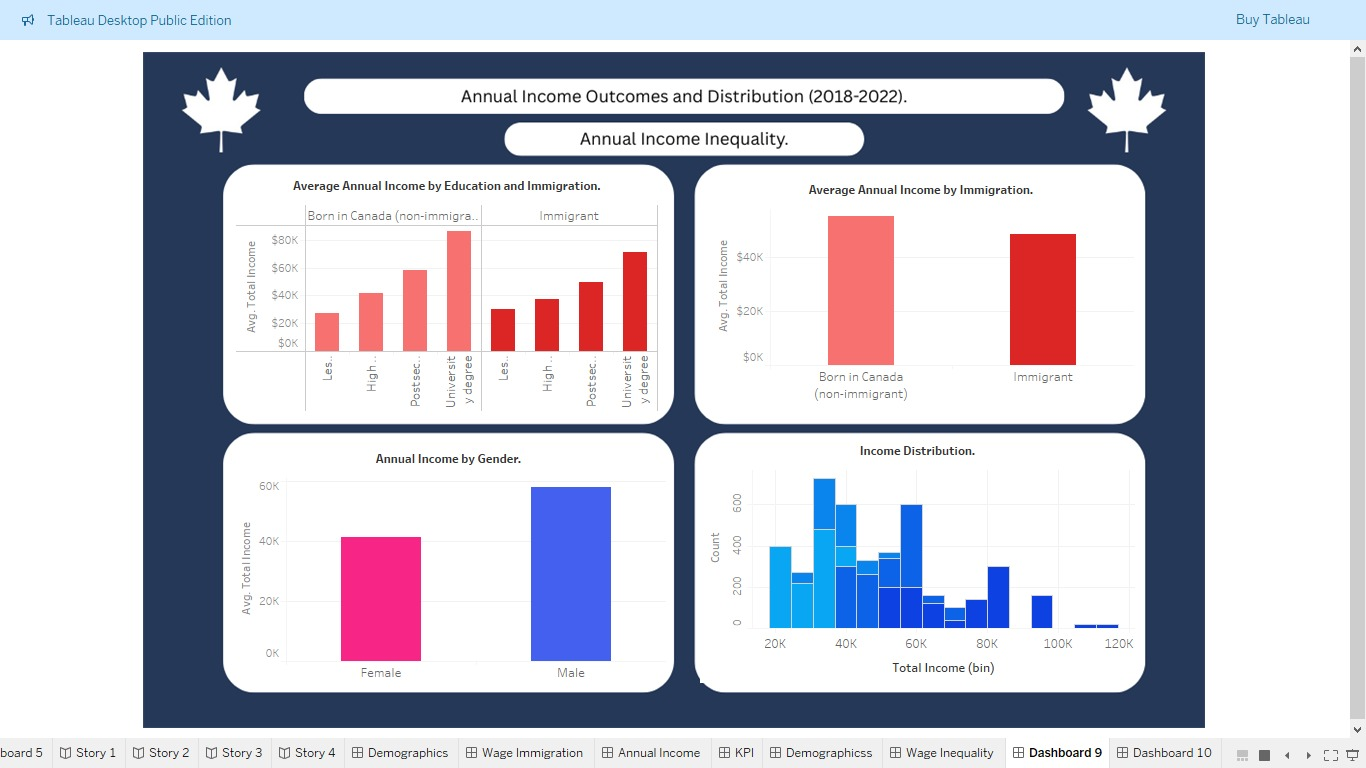 Tableau Desktop Public Edition
Buy Tableau
Annual Income Outcomes and Distribution (2018-2022).
Annual Income Inequality.
Average Annual Income by Education and Immigration.
Born in Canada (non-immigra..
Immigrant
Avg. Total Income
$80K
$60K
$40K
$20K
$0K
Les..
High ..
Postsec..
Universit
y degree
Les..
High ..
Postsec..
Universit
y degree
Average Annual Income by Immigration.
Avg. Total Income
$40K
$20K
$0K
Born in Canada
(non-immigrant)
Immigrant
Annual Income by Gender.
Avg. Total Income
60K
40K
20K
0K
Female
Male
Income Distribution.
Count
600
400
200
0
20K
40K
60K
80K
100K
120K
Total Income (bin)
board 5
Story 1
Story 2
Story 3
Story 4
Demographics
Wage Immigration
Annual Income
KPI
Demographicss
Wage Inequality
Dashboard 9
Dashboard 10